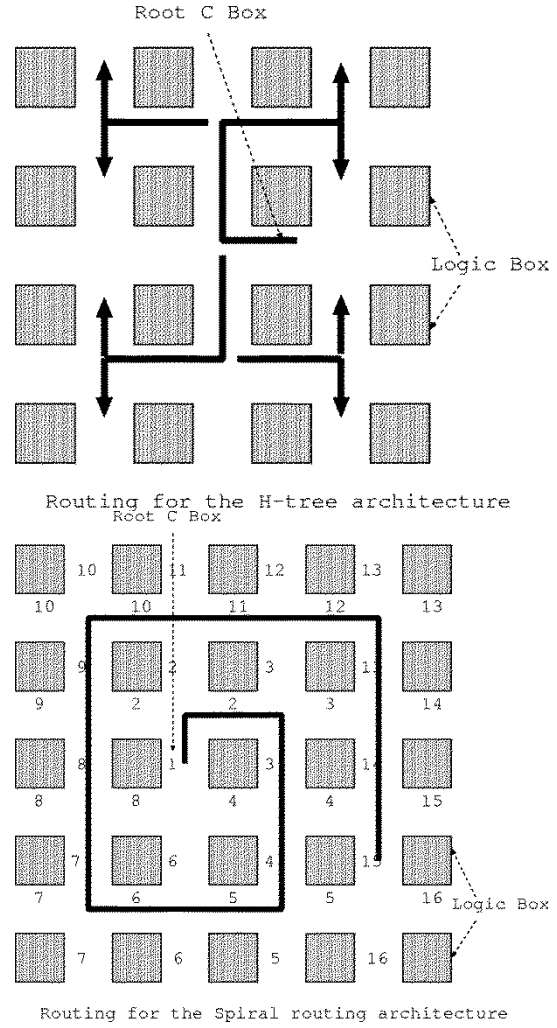 Root C Box
Logic Box
Routing for the H-tree architecture
Root C Box
10 11 12 13
10 10 11 12 13
9 2 3 13
9 2 2 3 14
8 1 3 14
8 8 4 4 15
7 6 4 15
7 6 5 5 16
Logic Box
7 6 5 16
Routing for the Spiral routing architecture